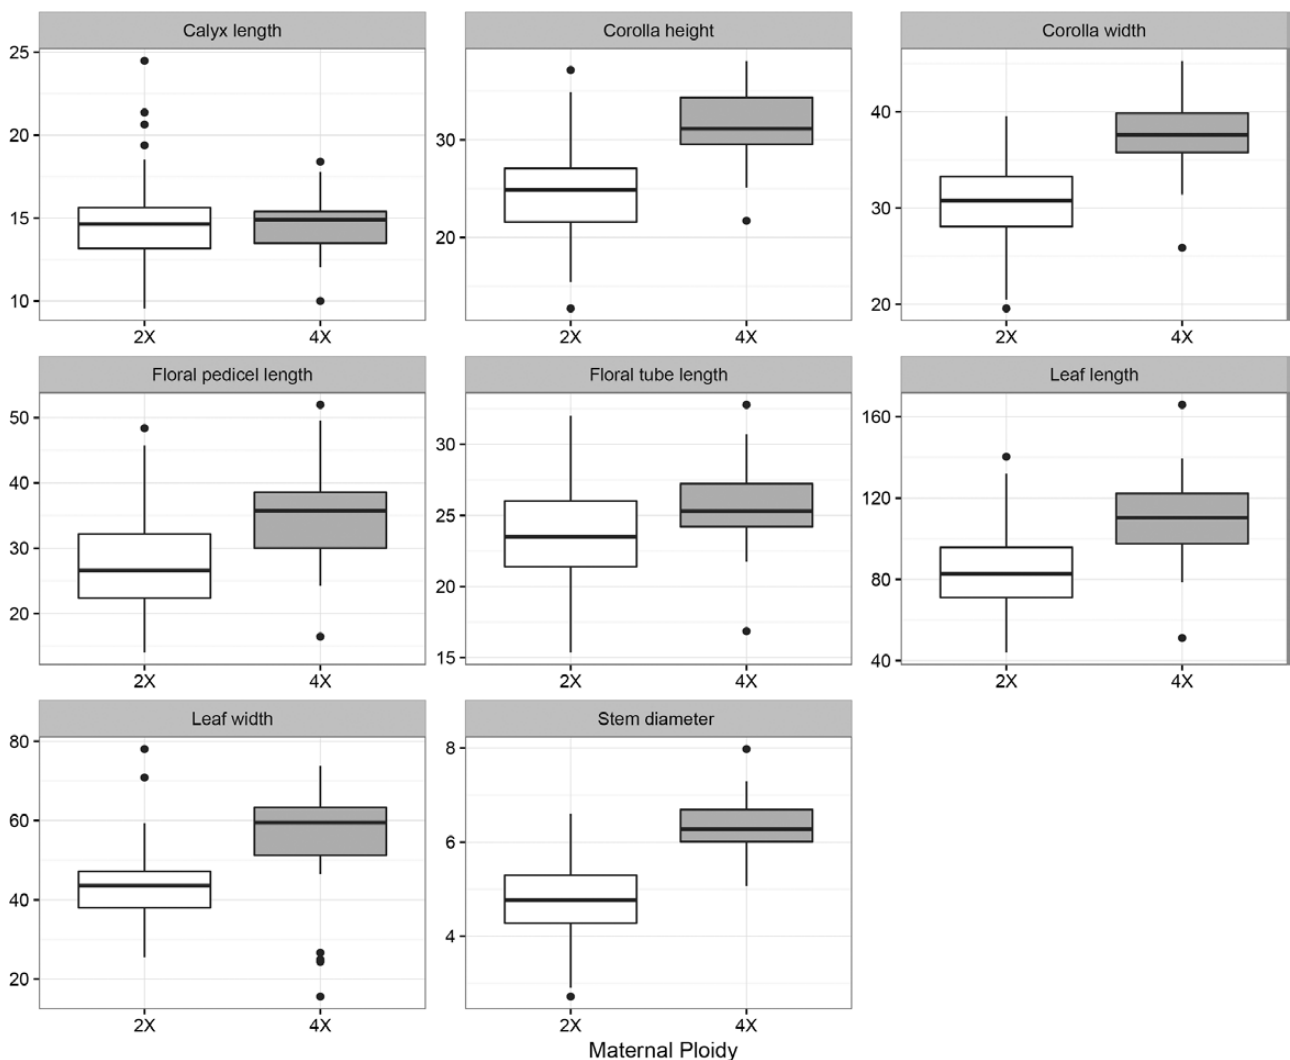 Calyx length
Corolla height
Corolla width
25
20
15
10
30
20
40
30
20
2X
4X
2X
4X
2X
4X
Floral pedicel length
Floral tube length
Leaf length
50
40
30
20
30
25
20
15
160
120
80
40
2X
4X
2X
4X
2X
4X
Leaf width
Stem diameter
80
60
40
20
8
6
4
2X
4X
2X
4X
Maternal Ploidy